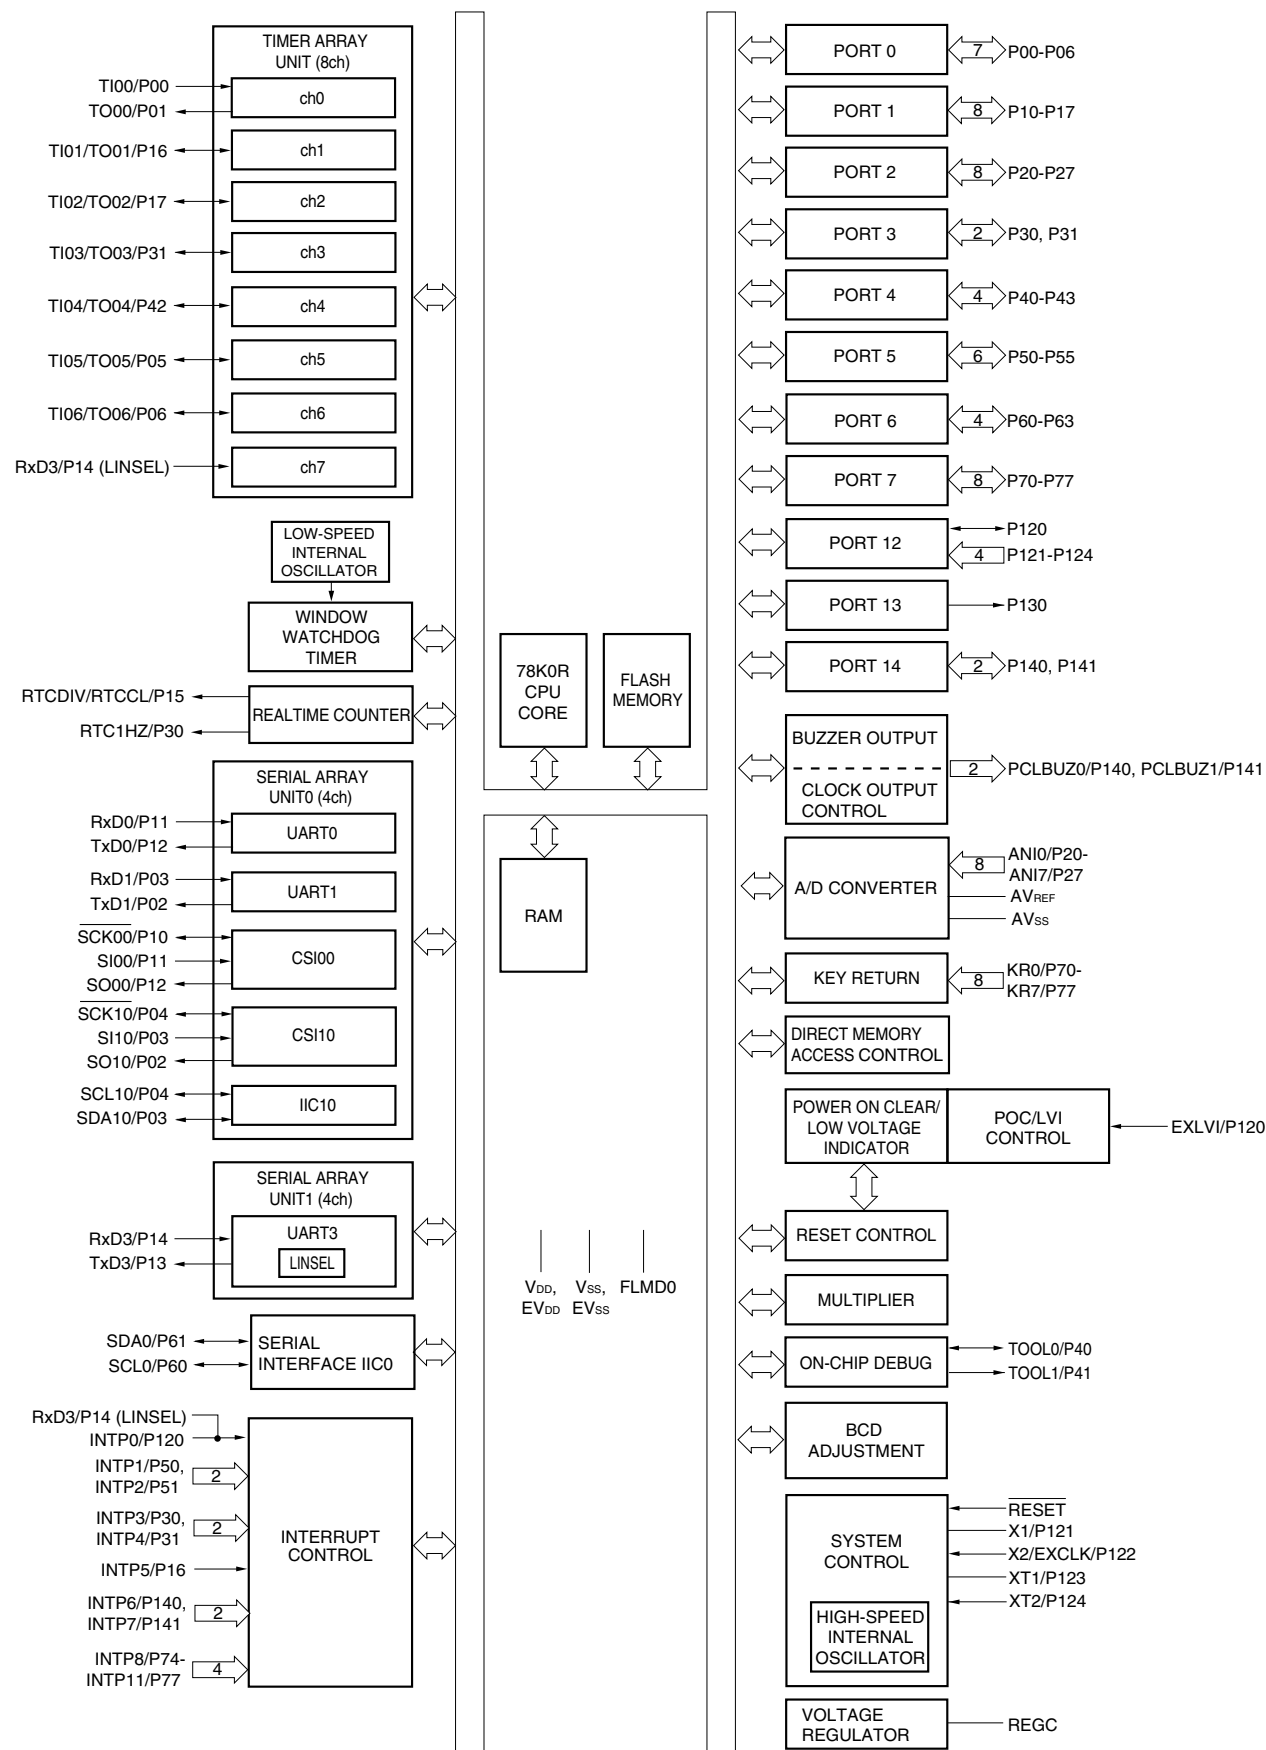 TIMER ARRAY
UNIT (8ch)
TI00/P00
TO00/P01
ch0
TI01/TO01/P16
ch1
TI02/TO02/P17
ch2
TI03/TO03/P31
ch3
TI04/TO04/P42
ch4
TI05/TO05/P05
ch5
TI06/TO06/P06
ch6
RxD3/P14 (LINSEL)
ch7
LOW-SPEED
INTERNAL
OSCILLATOR
WINDOW
WATCHDOG
TIMER
RTCDIV/RTCCL/P15
RTC1HZ/P30
REALTIME COUNTER
SERIAL ARRAY
UNIT0 (4ch)
RxD0/P11
TxD0/P12
UART0
RxD1/P03
TxD1/P02
UART1
SCK00/P10
SI00/P11
SO00/P12
CSI00
SCK10/P04
SI10/P03
SO10/P02
CSI10
SCL10/P04
SDA10/P03
IIC10
SERIAL ARRAY
UNIT1 (4ch)
RxD3/P14
TxD3/P13
UART3
LINSEL
SDA0/P61
SCL0/P60
SERIAL
INTERFACE IIC0
RxD3/P14 (LINSEL)
INTP0/P120
INTP1/P50,
INTP2/P51
2
INTP3/P30,
INTP4/P31
2
INTP5/P16
INTP6/P140,
INTP7/P141
2
INTP8/P74-
INTP11/P77
4
INTERRUPT
CONTROL
78K0R
CPU
CORE
FLASH
MEMORY
RAM
VDD,
EVDD
VSS,
EVSS
FLMD0
PORT 0
7
P00-P06
PORT 1
8
P10-P17
PORT 2
8
P20-P27
PORT 3
2
P30, P31
PORT 4
4
P40-P43
PORT 5
6
P50-P55
PORT 6
4
P60-P63
PORT 7
8
P70-P77
PORT 12
P120
4
P121-P124
PORT 13
P130
PORT 14
2
P140, P141
BUZZER OUTPUT
CLOCK OUTPUT
CONTROL
2
PCLBUZ0/P140, PCLBUZ1/P141
A/D CONVERTER
8
ANI0/P20-
ANI7/P27
AVREF
AVSS
KEY RETURN
8
KR0/P70-
KR7/P77
DIRECT MEMORY
ACCESS CONTROL
POWER ON CLEAR/
LOW VOLTAGE
INDICATOR
POC/LVI
CONTROL
EXLVI/P120
RESET CONTROL
MULTIPLIER
ON-CHIP DEBUG
TOOL0/P40
TOOL1/P41
BCD
ADJUSTMENT
SYSTEM
CONTROL
HIGH-SPEED
INTERNAL
OSCILLATOR
RESET
X1/P121
X2/EXCLK/P122
XT1/P123
XT2/P124
VOLTAGE
REGULATOR
REGC